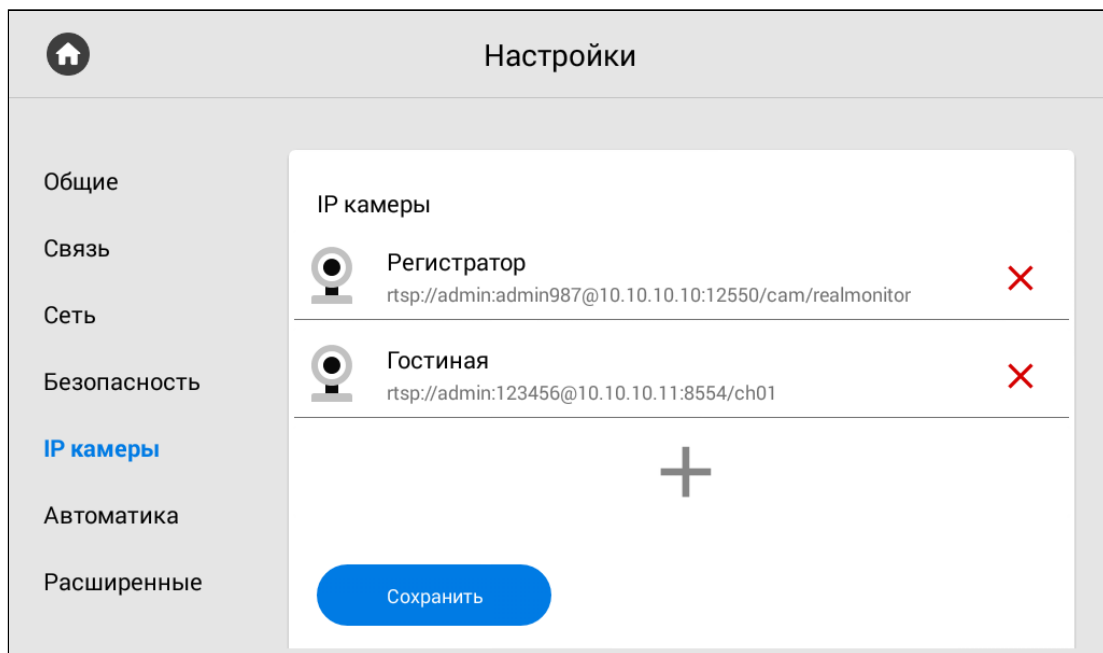 Настройки
Общие
Связь
Сеть
Безопасность
IP камеры
Автоматика
Расширенные
IP камеры
Регистратор
rtsp://admin:admin987@10.10.10.10:12550/cam/realmonitor
Гостиная
rtsp://admin:123456@10.10.10.11:8554/ch01
Сохранить